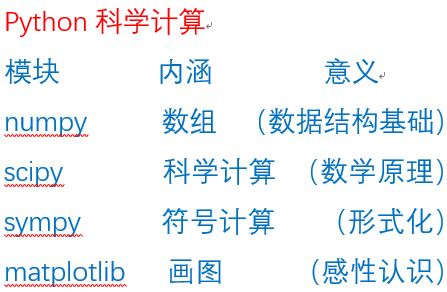 Python 科学计算
模块 内涵 意义
numpy 数组 （数据结构基础）
scipy 科学计算 （数学原理）
sympy 符号计算 （形式化）
matplotlib 画图 （感性认识）